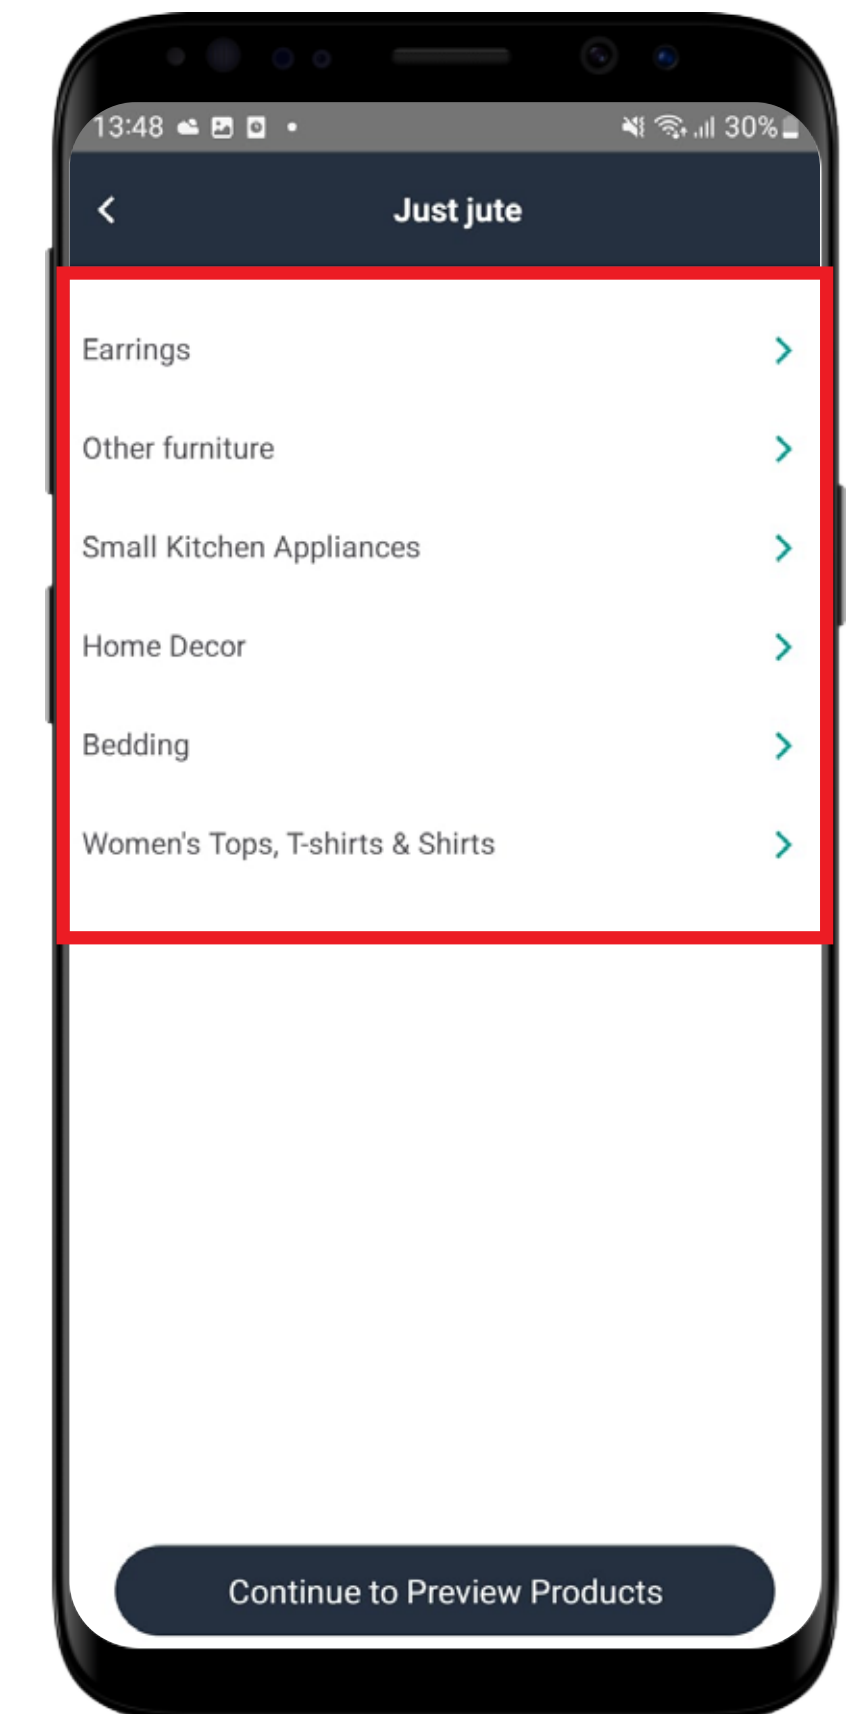 13:48
30%
Just jute
Earrings
Other furniture
Small Kitchen Appliances
Home Decor
Bedding
Women's Tops, T-shirts & Shirts
Continue to Preview Products